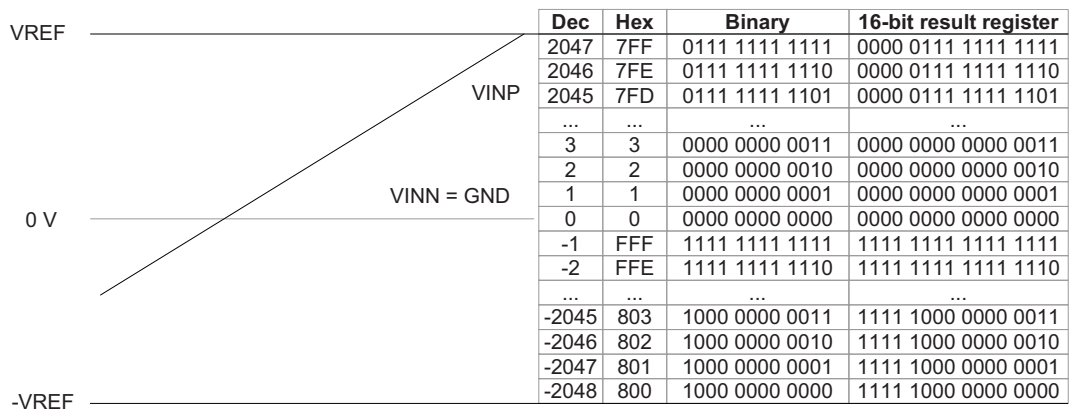 VREF
VINP
VINN = GND
0 V
-VREF
Dec Hex Binary 16-bit result register
2047 7FF 0111 1111 1111 0000 0111 1111 1111
2046 7FE 0111 1111 1110 0000 0111 1111 1110
2045 7FD 0111 1111 1101 0000 0111 1111 1101
... ... ... ...
3 3 0000 0000 0011 0000 0000 0000 0011
2 2 0000 0000 0010 0000 0000 0000 0010
1 1 0000 0000 0001 0000 0000 0000 0001
0 0 0000 0000 0000 0000 0000 0000 0000
-1 FFF 1111 1111 1111 1111 1111 1111 1111
-2 FFE 1111 1111 1110 1111 1111 1111 1110
... ... ... ...
-2045 803 1000 0000 0011 1111 1000 0000 0011
-2046 802 1000 0000 0010 1111 1000 0000 0010
-2047 801 1000 0000 0001 1111 1000 0000 0001
-2048 800 1000 0000 0000 1111 1000 0000 0000